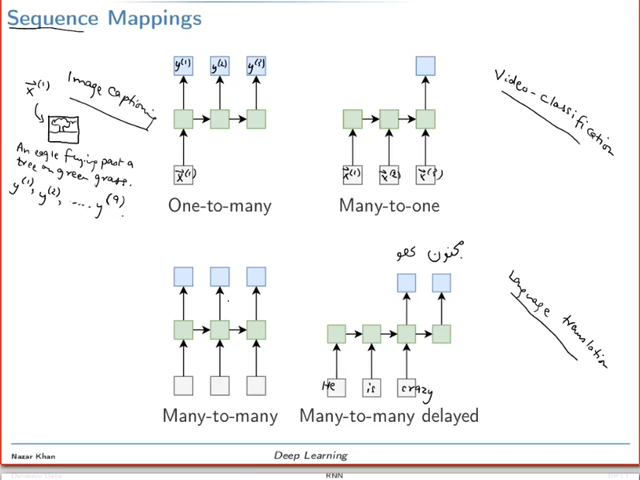 Sequence Mappings
x⃗⁽¹⁾
Image Caption
An eagle flying past a
tree on green grass.
y⁽¹⁾, y⁽²⁾, .... y⁽⁹⁾.
y⁽¹⁾ y⁽²⁾ y⁽³⁾
x⃗⁽¹⁾
One-to-many
x⃗⁽¹⁾ x⃗⁽²⁾ x⃗⁽³⁾
Many-to-one
Video-classification
Many-to-many
He is crazy
Many-to-many delayed
Language translation
Nazar Khan
Deep Learning
RNN